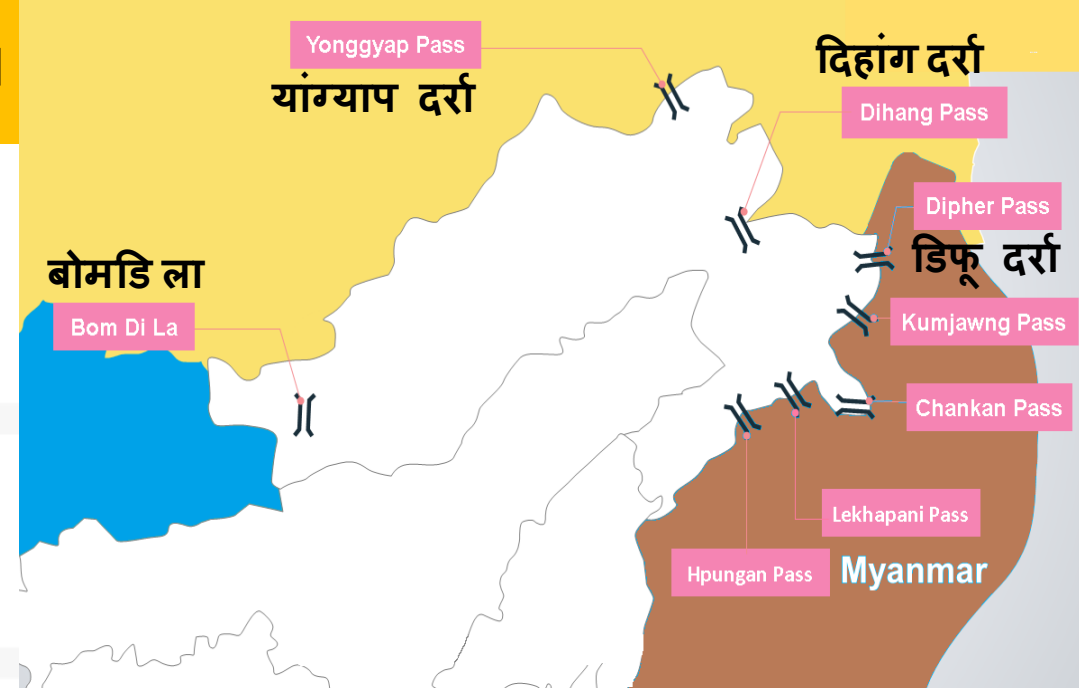 Yonggyap Pass
यांग्याप दर्रा
दिहांग दर्रा
Dihang Pass
Dipher Pass
डिफू दर्रा
बोमडि ला
Bom Di La
Kumjawng Pass
Chankan Pass
Lekhapani Pass
Hpungan Pass
Myanmar